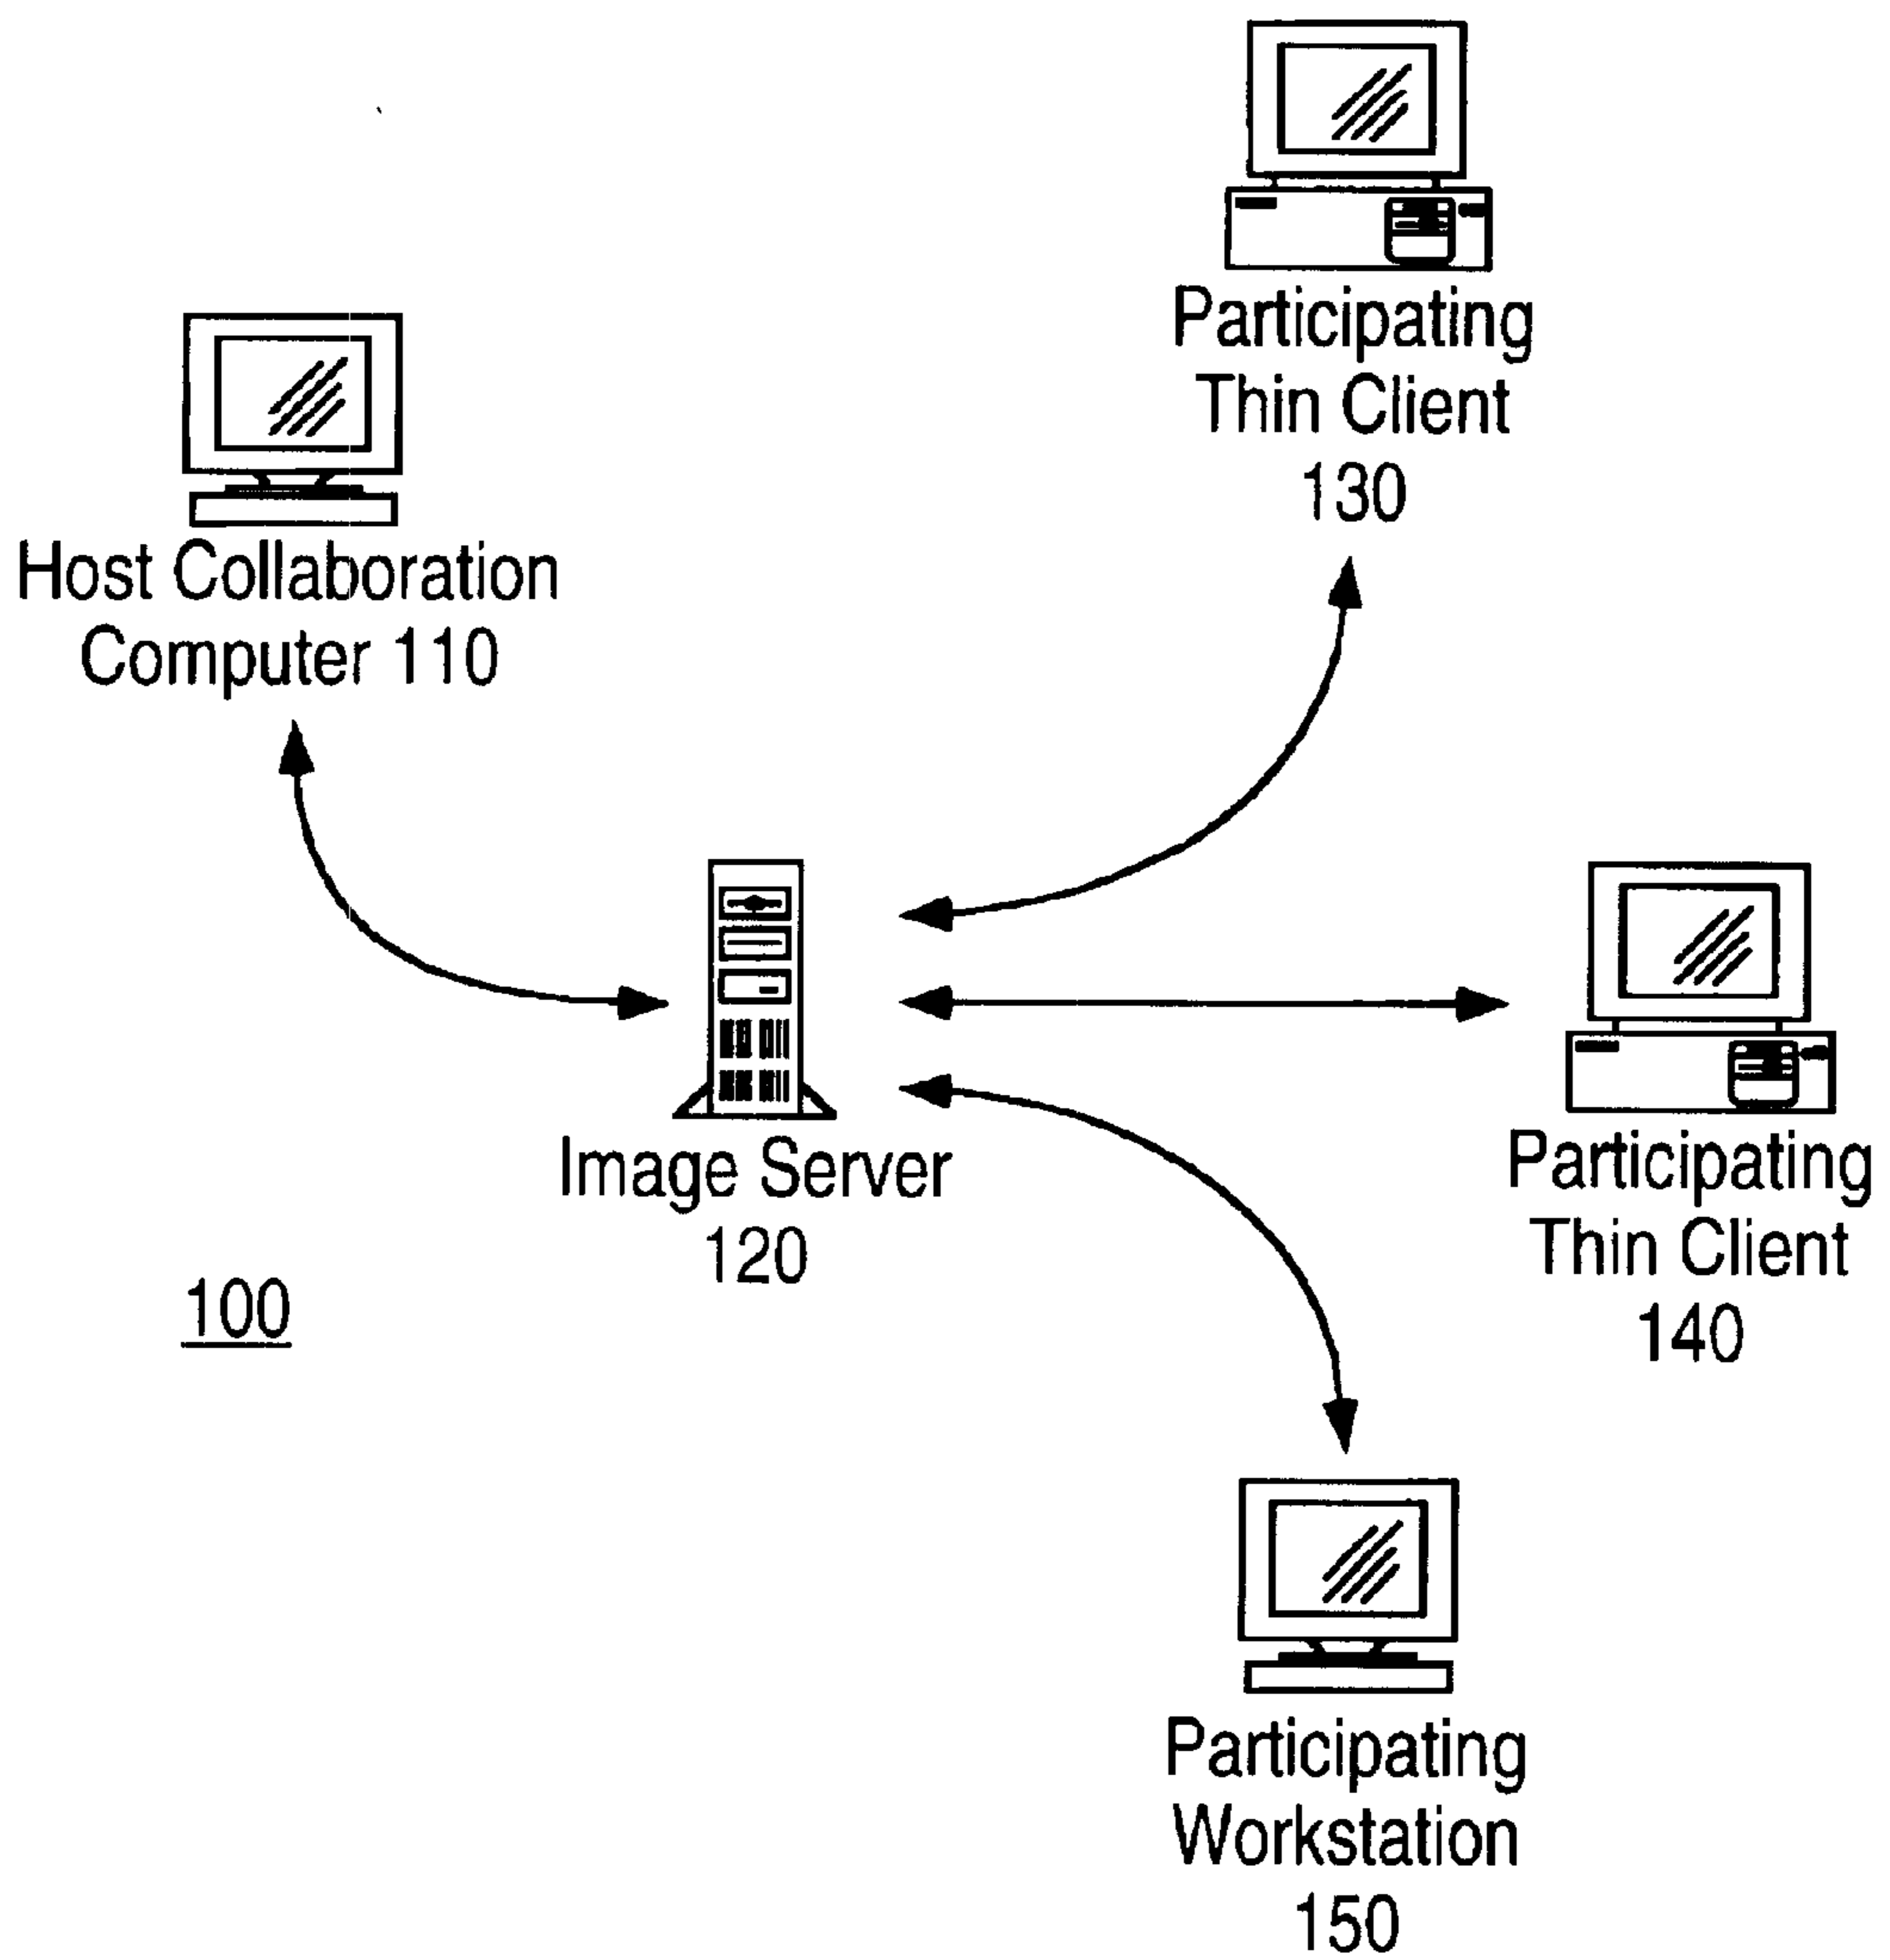 Participating
Thin Client
130
Host Collaboration
Computer 110
Image Server
120
Participating
Thin Client
140
100
Participating
Workstation
150